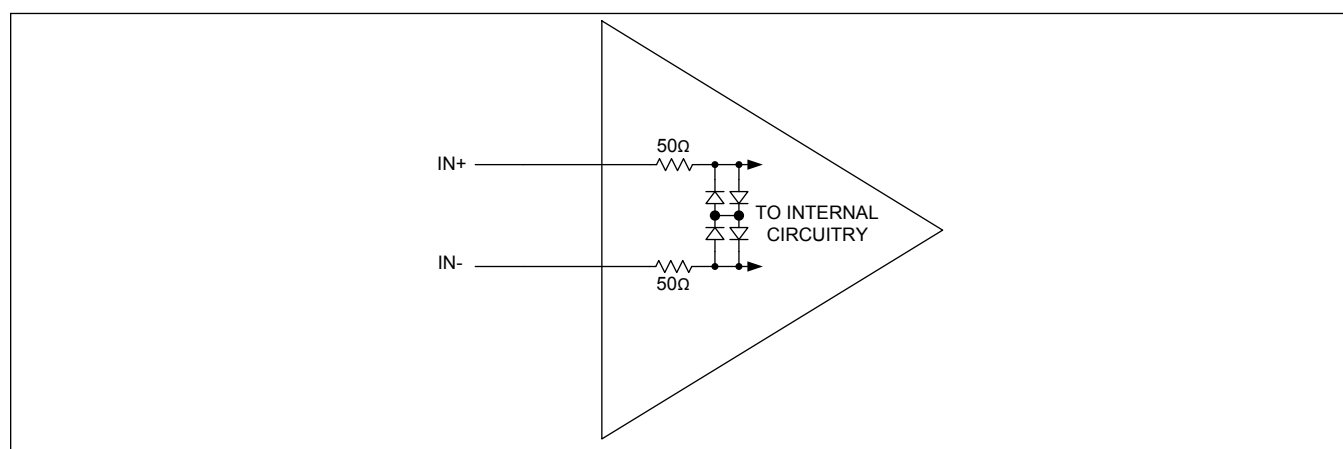 50Ω
IN+
TO INTERNAL
CIRCUITRY
IN-
50Ω